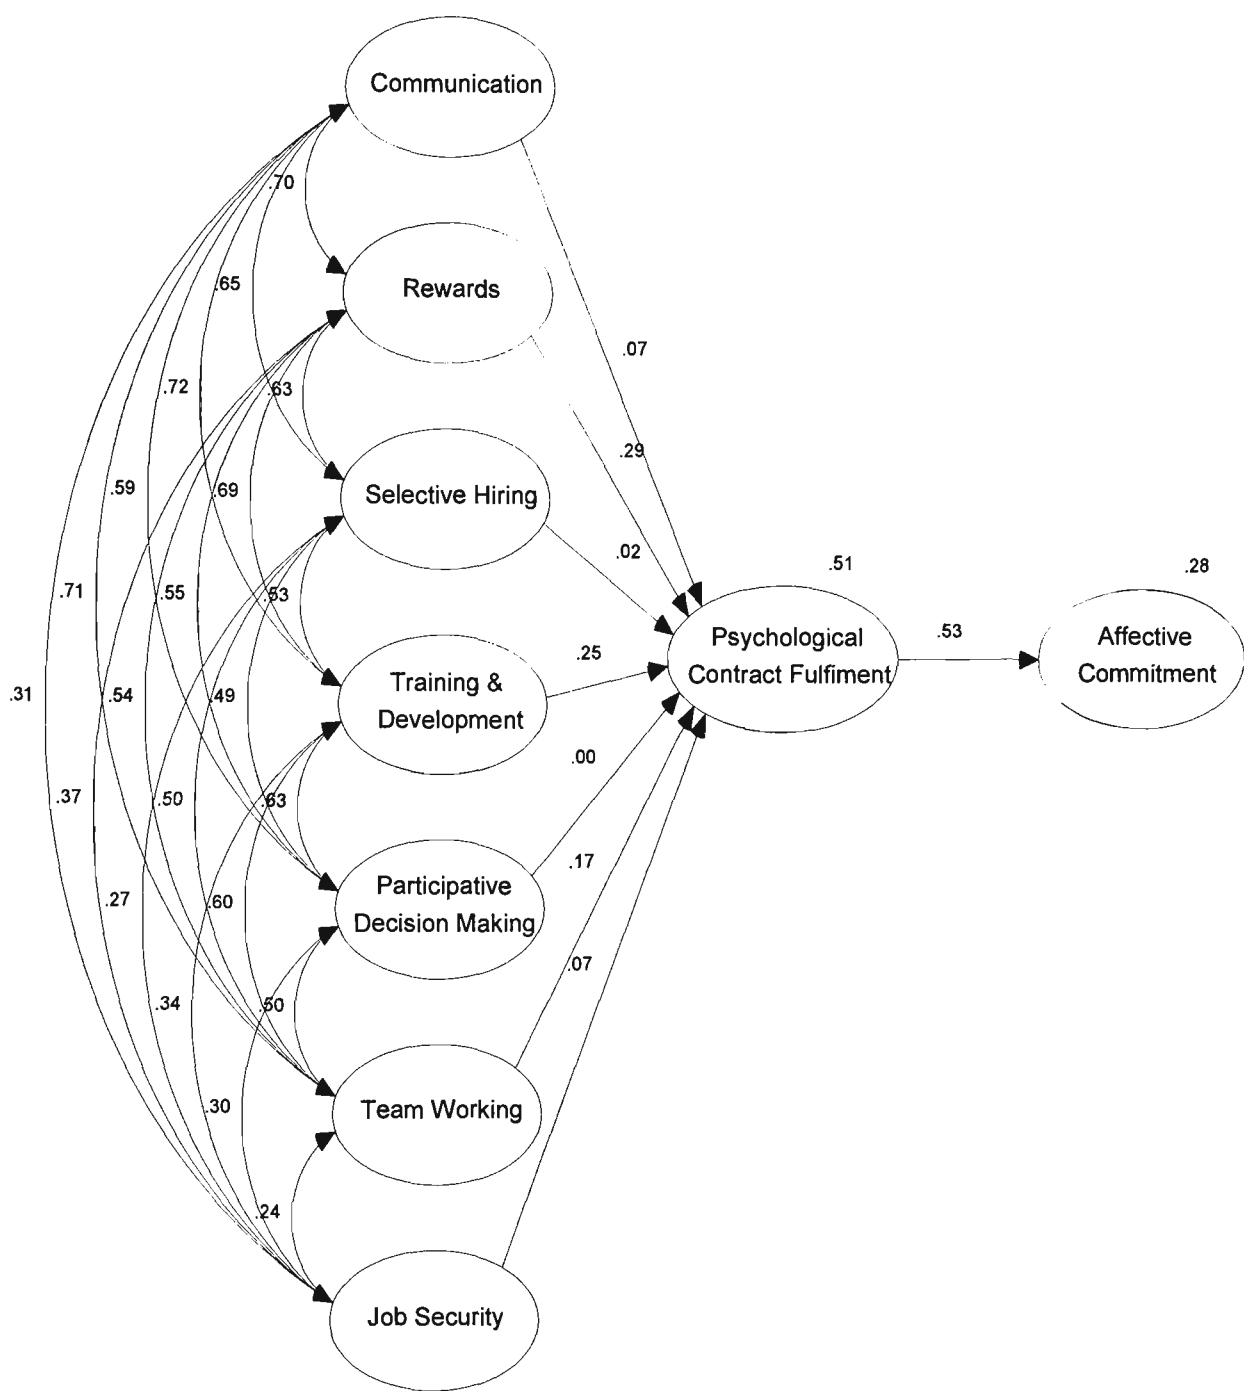 Communication
.70
.65
Rewards
.07
.72
.63
.29
.59
.69
Selective Hiring
.02
.51
.28
.71
.55
.53
Psychological
Contract Fulfiment
.53
Affective
Commitment
.25
.31
.54
.49
Training &
Development
.00
.37
.50
.63
.17
Participative
Decision Making
.27
.60
.07
.34
.50
.30
Team Working
.24
Job Security